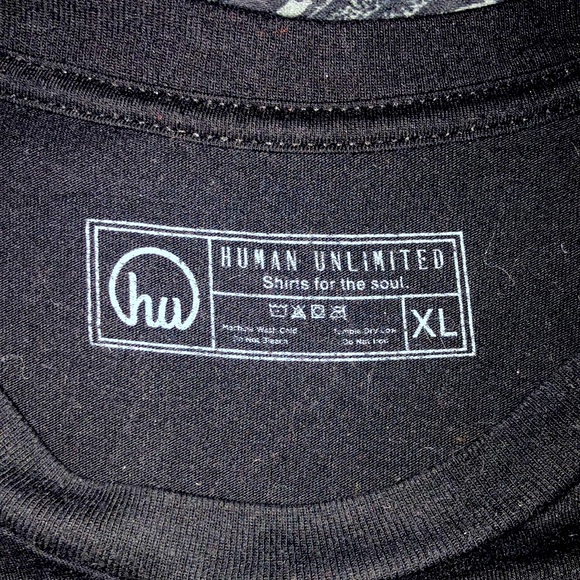 hu
HUMAN UNLIMITED
Shirts for the soul.
Machine Wash Cold
Do Not Bleach
Tumble Dry Low
Do Not Iron
XL